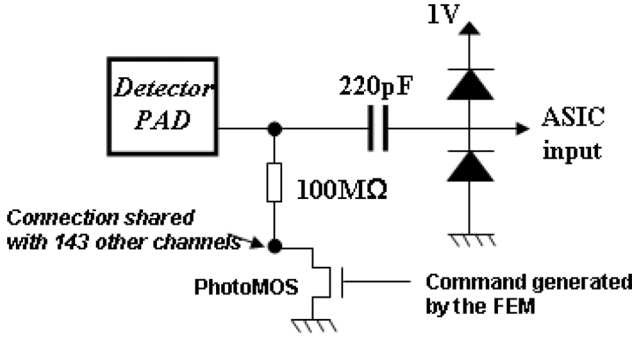 1V
Detector
PAD
220pF
ASIC
input
100MΩ
Connection shared
with 143 other channels
PhotoMOS
Command generated
by the FEM